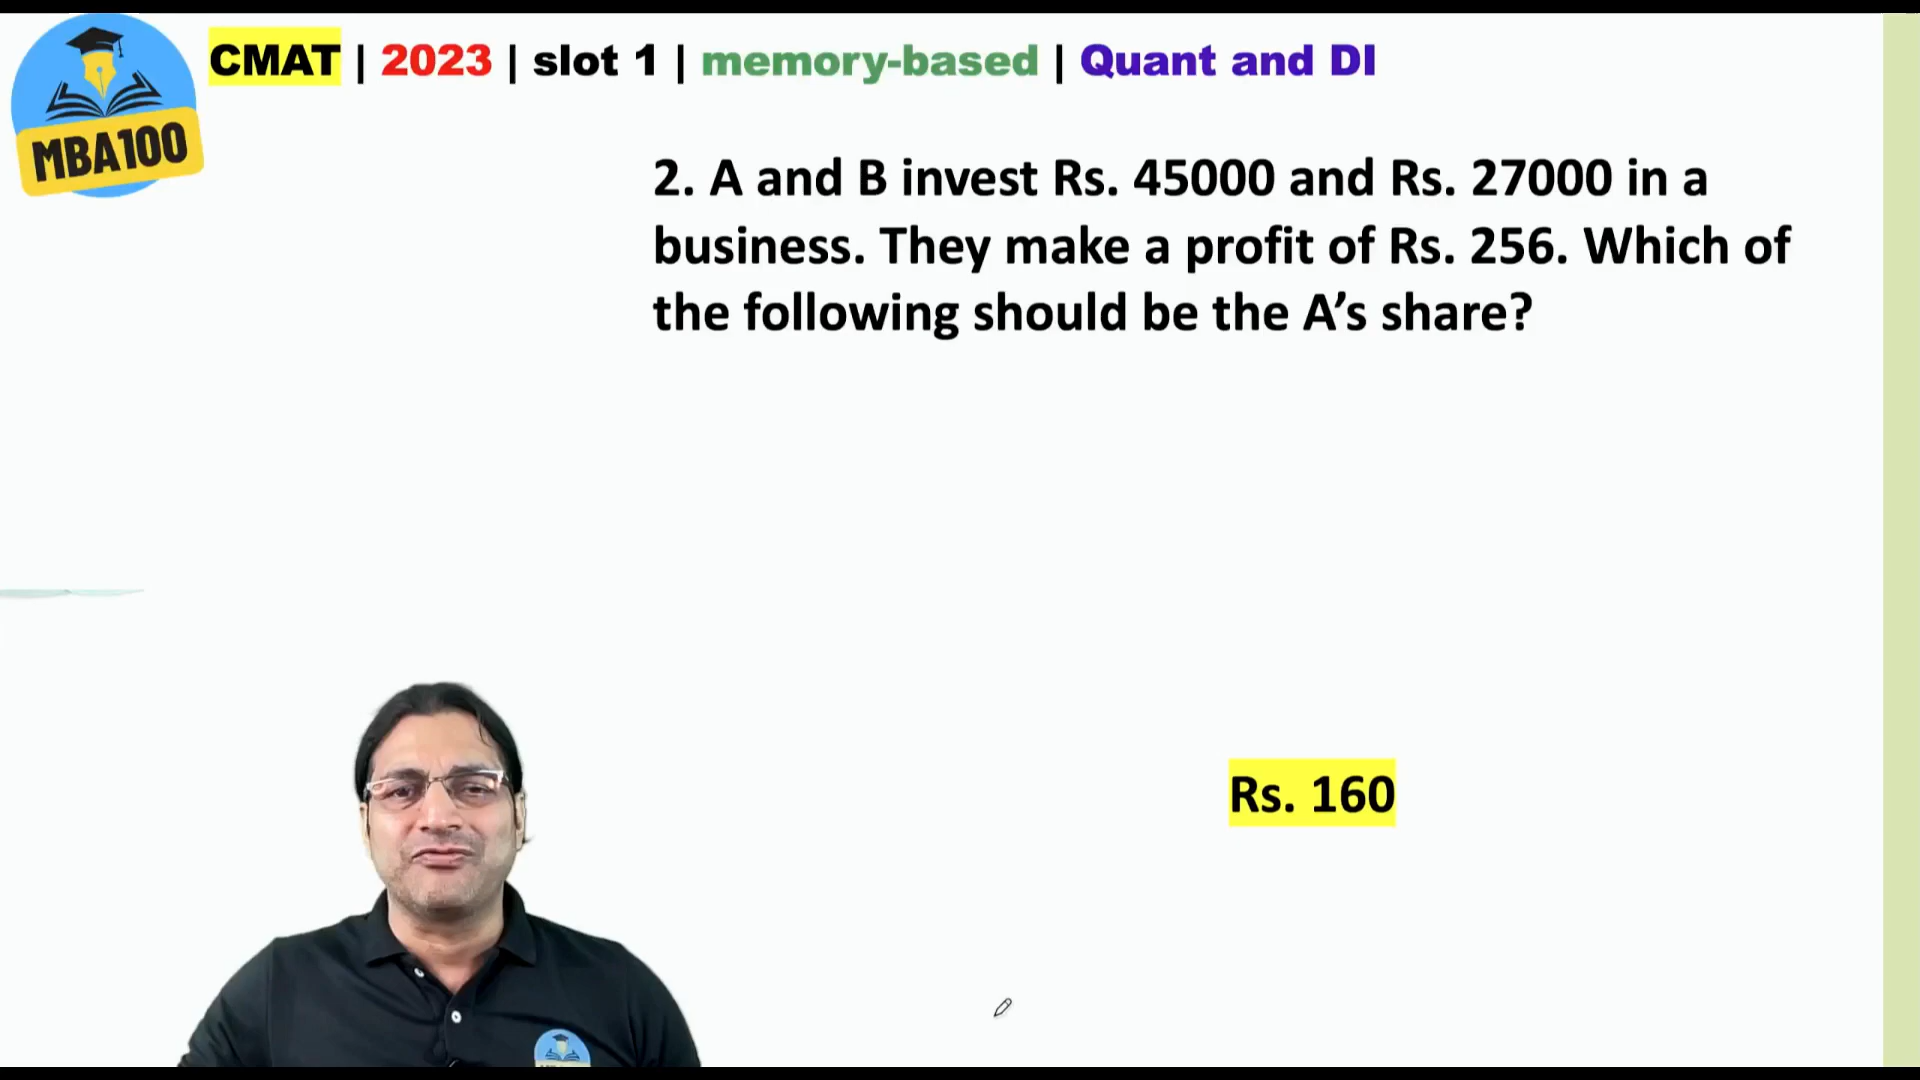 CMAT | 2023 | slot 1 | memory-based | Quant and DI
MBA100
2. A and B invest Rs. 45000 and Rs. 27000 in a
business. They make a profit of Rs. 256. Which of
the following should be the A’s share?
Rs. 160